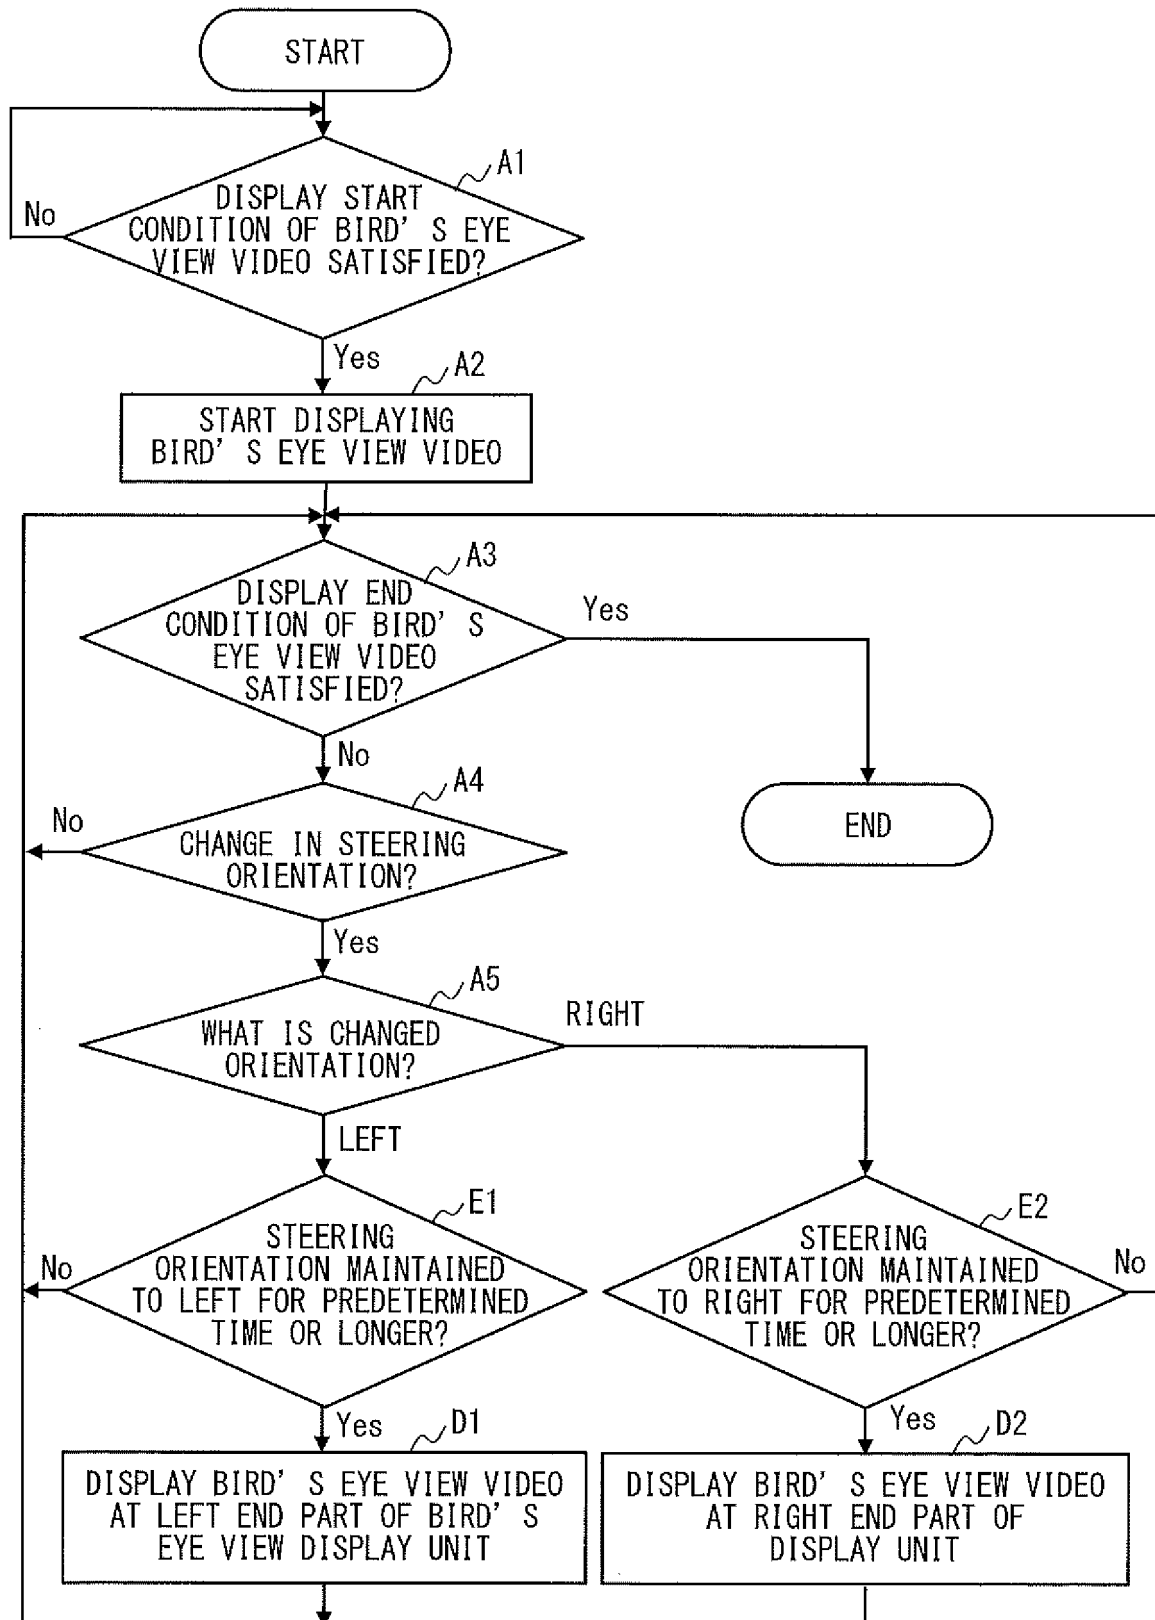 START
A1
DISPLAY START
CONDITION OF BIRD'S EYE
VIEW VIDEO SATISFIED?
No
Yes
A2
START DISPLAYING
BIRD'S EYE VIEW VIDEO
A3
DISPLAY END
CONDITION OF BIRD'S
EYE VIEW VIDEO
SATISFIED?
Yes
No
END
A4
No
CHANGE IN STEERING
ORIENTATION?
Yes
A5
WHAT IS CHANGED
ORIENTATION?
RIGHT
LEFT
E1
STEERING
ORIENTATION MAINTAINED
TO LEFT FOR PREDETERMINED
TIME OR LONGER?
No
Yes
E2
STEERING
ORIENTATION MAINTAINED
TO RIGHT FOR PREDETERMINED
TIME OR LONGER?
No
Yes
D1
DISPLAY BIRD'S EYE VIEW VIDEO
AT LEFT END PART OF BIRD'S
EYE VIEW DISPLAY UNIT
D2
DISPLAY BIRD'S EYE VIEW VIDEO
AT RIGHT END PART OF
DISPLAY UNIT